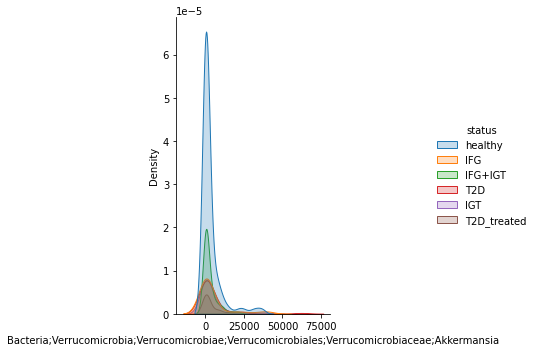 1e−5
6
5
4
3
2
1
0
Density
0 25000 50000 75000
Bacteria;Verrucomicrobia;Verrucomicrobiae;Verrucomicrobiales;Verrucomicrobiaceae;Akkermansia
status
healthy
IFG
IFG+IGT
T2D
IGT
T2D_treated